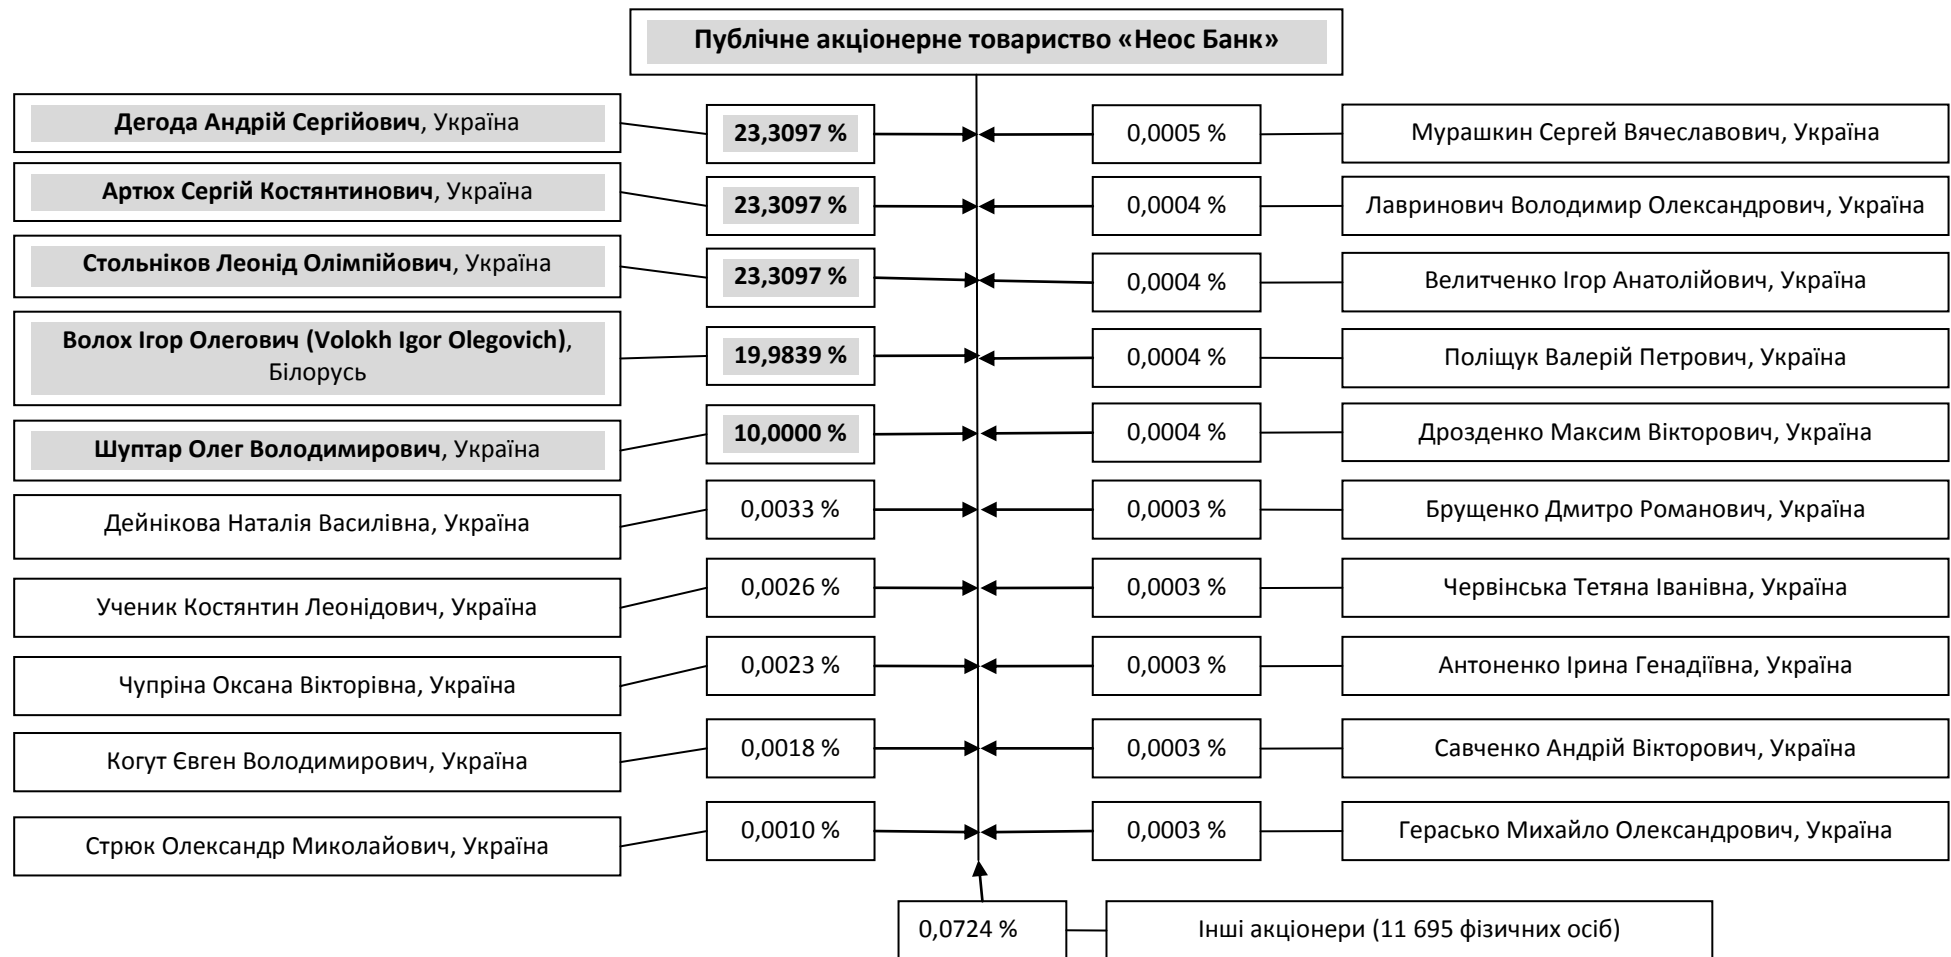 Публічне акціонерне товариство «Неос Банк»
Дегода Андрій Сергійович, Україна
23,3097 %
0,0005 %
Мурашкин Сергей Вячеславович, Україна
Артюх Сергій Костянтинович, Україна
23,3097 %
0,0004 %
Лавринович Володимир Олександрович, Україна
Стольніков Леонід Олімпійович, Україна
23,3097 %
0,0004 %
Велитченко Ігор Анатолійович, Україна
Волох Ігор Олегович (Volokh Igor Olegovich),
Білорусь
19,9839 %
0,0004 %
Поліщук Валерій Петрович, Україна
Шуптар Олег Володимирович, Україна
10,0000 %
0,0004 %
Дрозденко Максим Вікторович, Україна
Дейнікова Наталія Василівна, Україна
0,0033 %
0,0003 %
Брущенко Дмитро Романович, Україна
Ученик Костянтин Леонідович, Україна
0,0026 %
0,0003 %
Червінська Тетяна Іванівна, Україна
Чупріна Оксана Вікторівна, Україна
0,0023 %
0,0003 %
Антоненко Ірина Генадіївна, Україна
Когут Євген Володимирович, Україна
0,0018 %
0,0003 %
Савченко Андрій Вікторович, Україна
Стрюк Олександр Миколайович, Україна
0,0010 %
0,0003 %
Герасько Михайло Олександрович, Україна
0,0724 %
Інші акціонери (11 695 фізичних осіб)